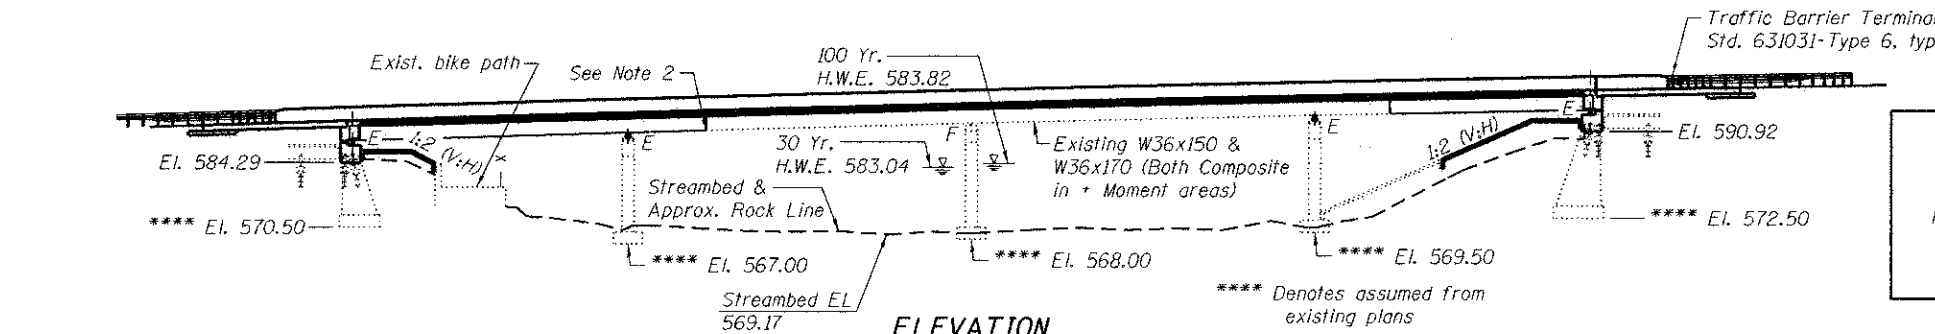 Traffic Barrier Terminal
Std. 631031-Type 6, typ
Exist. bike path
See Note 2
100 Yr.
H.W.E. 583.82
E
1:2 (V:H)
E
F
E
1:2 (V:H)
E
El. 584.29
30 Yr.
H.W.E. 583.04
Existing W36x150 &
W36x170 (Both Composite
in + Moment areas)
El. 590.92
Streambed &
Approx. Rock Line
**** El. 570.50
**** El. 572.50
**** El. 567.00
**** El. 568.00
**** El. 569.50
Streambed El.
569.17
**** Denotes assumed from
existing plans
ELEVATION